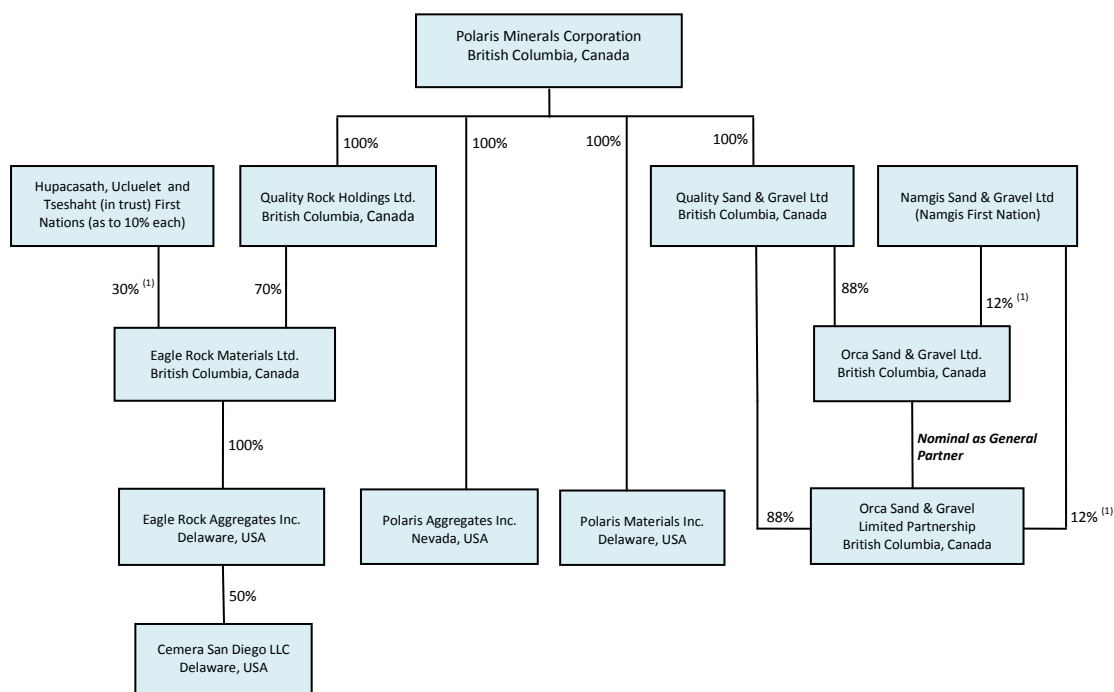 Polaris Minerals Corporation
British Columbia, Canada
100%
100%
100%
100%
Hupacasath, Ucluelet and
Tseshaht (in trust) First
Nations (as to 10% each)
Quality Rock Holdings Ltd.
British Columbia, Canada
Quality Sand & Gravel Ltd
British Columbia, Canada
Namgis Sand & Gravel Ltd
(Namgis First Nation)
30% (1)
70%
88%
12% (1)
Eagle Rock Materials Ltd.
British Columbia, Canada
Orca Sand & Gravel Ltd.
British Columbia, Canada
100%
Nominal as General
Partner
Eagle Rock Aggregates Inc.
Delaware, USA
Polaris Aggregates Inc.
Nevada, USA
Polaris Materials Inc.
Delaware, USA
88%
Orca Sand & Gravel
Limited Partnership
British Columbia, Canada
12% (1)
50%
Cemera San Diego LLC
Delaware, USA